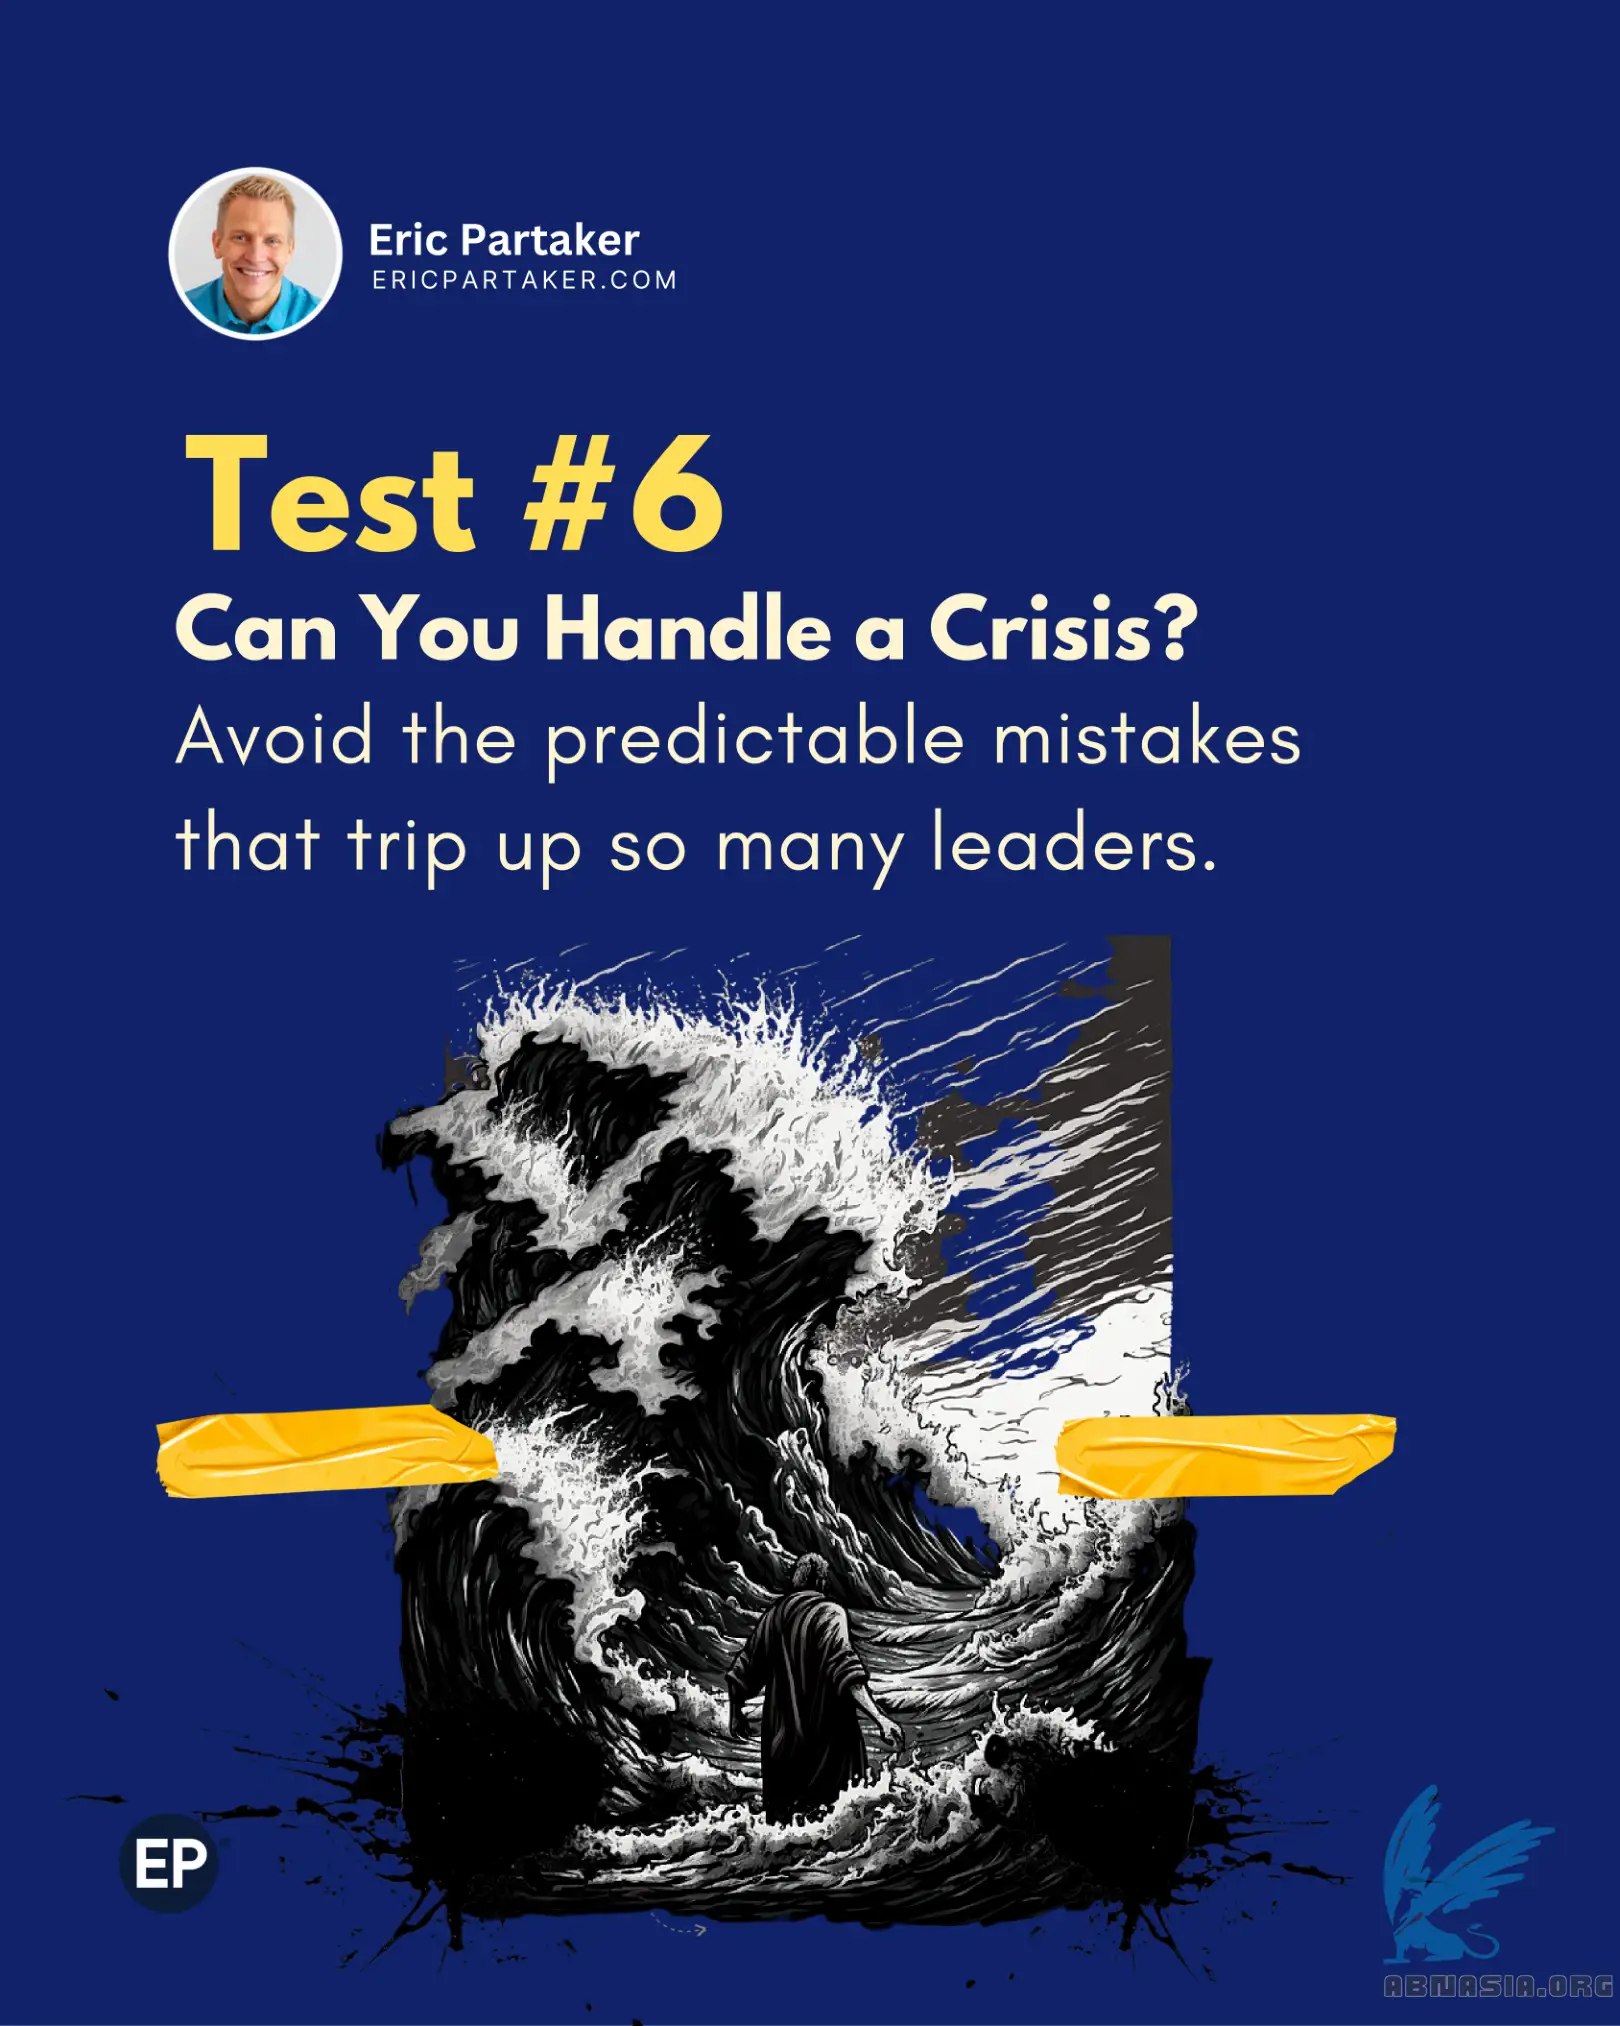 Eric Partaker
ERICPARTAKER.COM
Test #6
Can You Handle a Crisis?
Avoid the predictable mistakes
that trip up so many leaders.
EP
ABNASIA.ORG